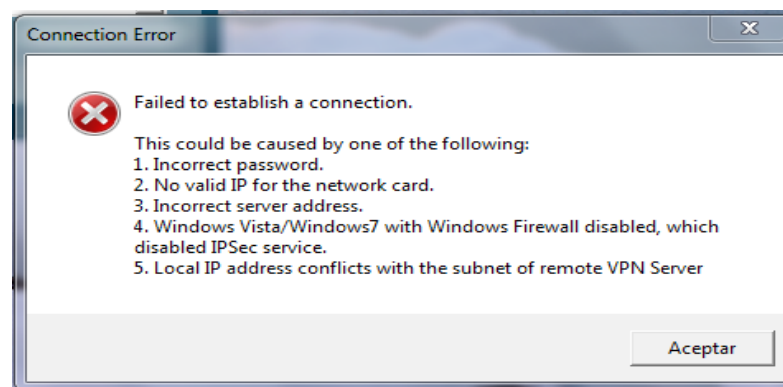 Connection Error
Failed to establish a connection.
This could be caused by one of the following:
1. Incorrect password.
2. No valid IP for the network card.
3. Incorrect server address.
4. Windows Vista/Windows7 with Windows Firewall disabled, which
disabled IPSec service.
5. Local IP address conflicts with the subnet of remote VPN Server
Aceptar